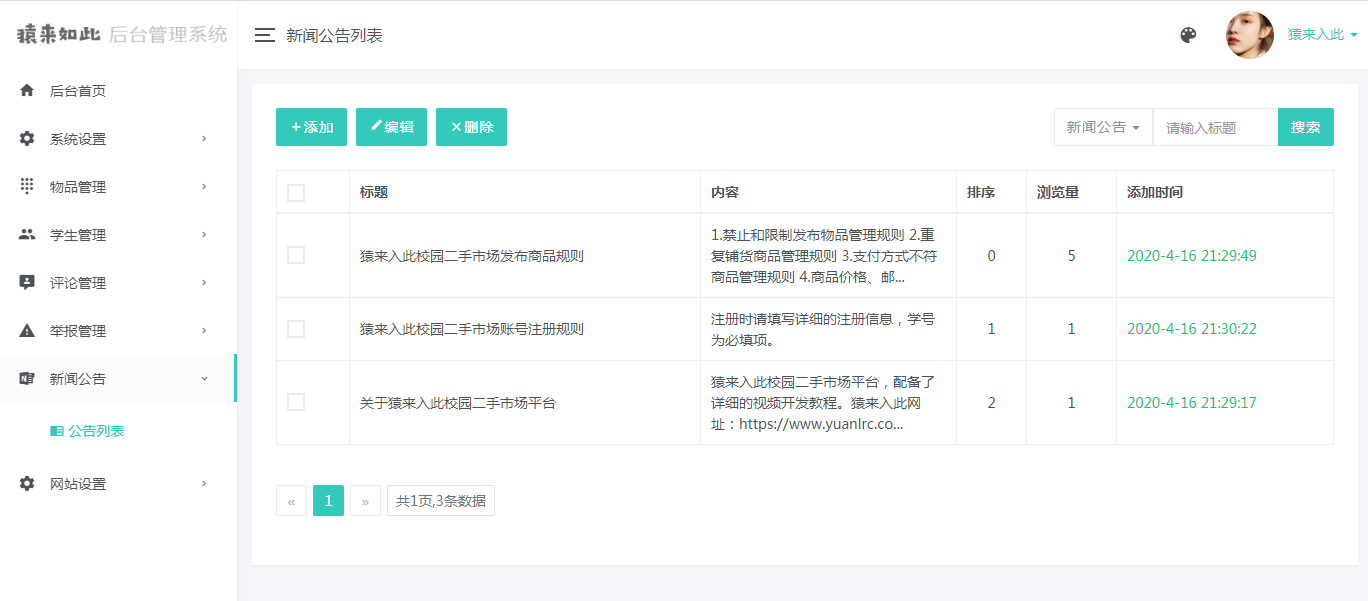 猿来如此 后台管理系统
新闻公告列表
猿来入此
后台首页
系统设置
物品管理
学生管理
评论管理
举报管理
新闻公告
公告列表
网站设置
+添加
编辑
×删除
新闻公告
请输入标题
搜索
标题 内容 排序 浏览量 添加时间
猿来入此校园二手市场发布商品规则
1.禁止和限制发布物品管理规则 2.重
复铺货商品管理规则 3.支付方式不符
商品管理规则 4.商品价格、邮...
0 5 2020-4-16 21:29:49
猿来入此校园二手市场账号注册规则
注册时请填写详细的注册信息，学号
为必填项。
1 1 2020-4-16 21:30:22
关于猿来入此校园二手市场平台
猿来入此校园二手市场平台，配备了
详细的视频开发教程。猿来入此网
址：https://www.yuanlrc.co...
2 1 2020-4-16 21:29:17
« 1 » 共1页,3条数据